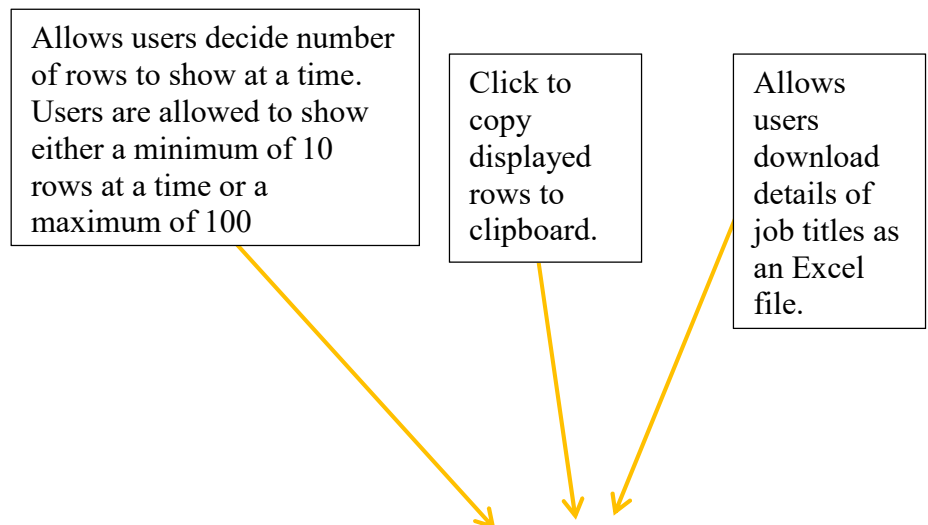 Allows users decide number
of rows to show at a time.
Users are allowed to show
either a minimum of 10
rows at a time or a
maximum of 100
Click to
copy
displayed
rows to
clipboard.
Allows
users
download
details of
job titles as
an Excel
file.